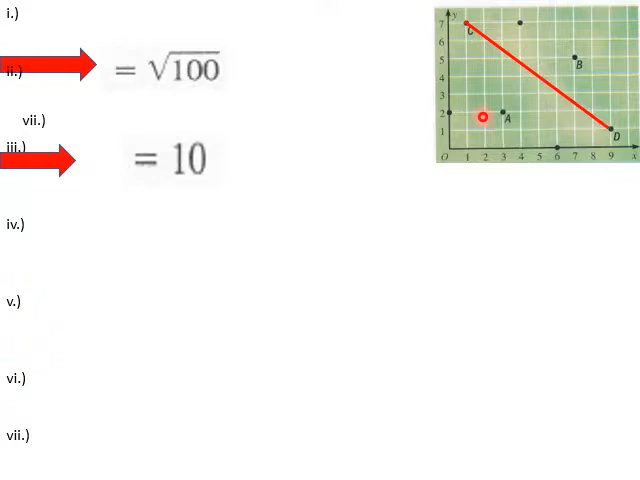 i.)
ii.)
= √100
vii.)
iii.)
= 10
iv.)
v.)
vi.)
vii.)
y
7
C
6
5
B
4
3
2
A
1
D
O 1 2 3 4 5 6 7 8 9 x